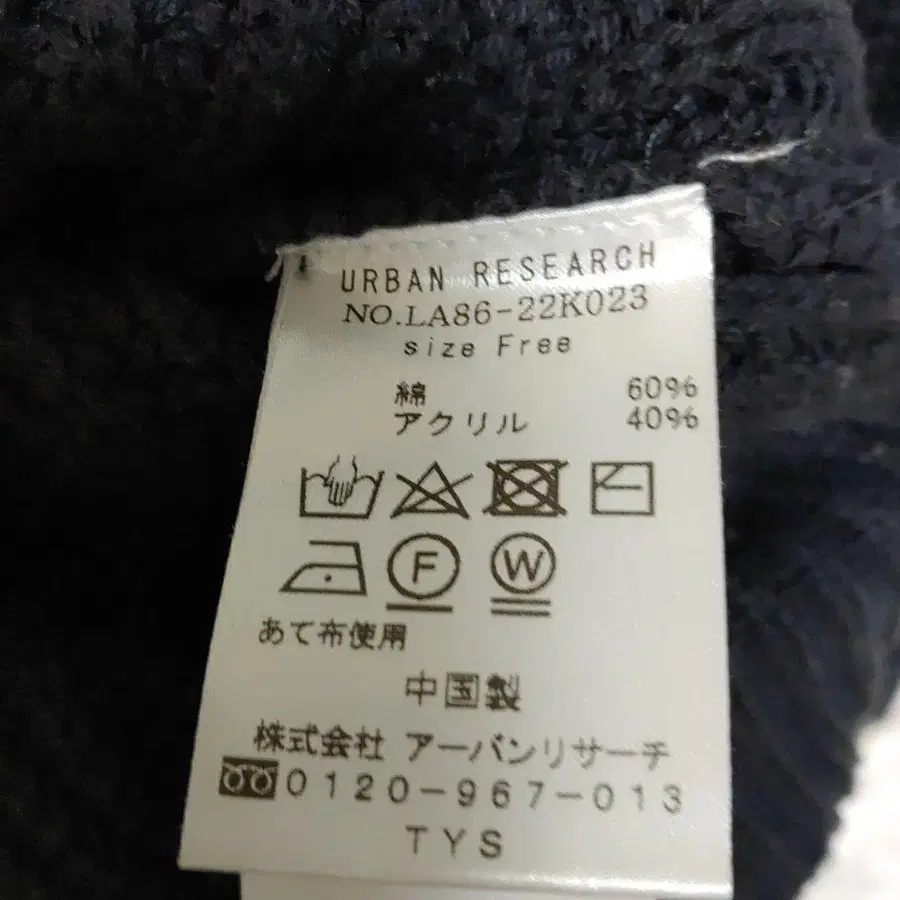 URBAN RESEARCH
NO.LA86-22K023
size Free
綿 60%
アクリル 40%
F W
あて布使用
中国製
株式会社 アーバンリサーチ
0120-967-013
TYS